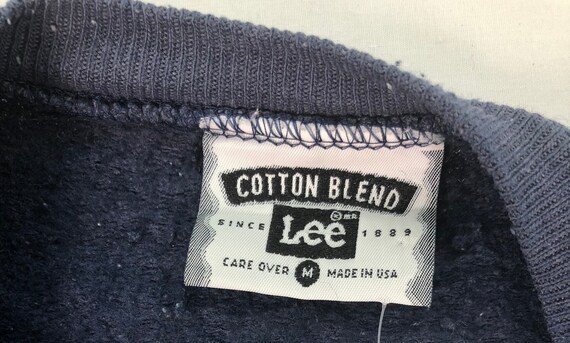 COTTON BLEND
Lee
SINCE 1889
CARE OVER M MADE IN USA